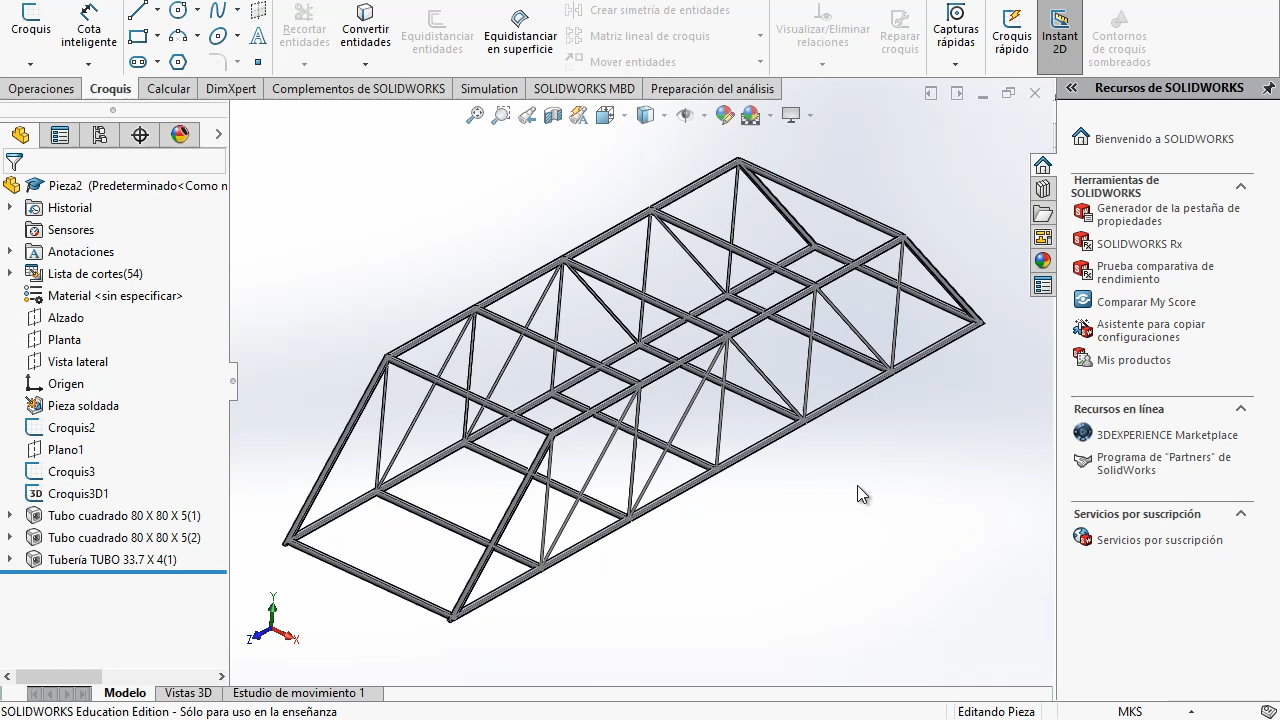 Croquis
Cota
inteligente
Recortar
entidades
Convertir
entidades
Equidistanciar
entidades
Equidistanciar
en superficie
Crear simetría de entidades
Matriz lineal de croquis
Mover entidades
Visualizar/Eliminar
relaciones
Reparar
croquis
Capturas
rápidas
Croquis
rápido
Instant
2D
Contornos
de croquis
sombreados
Operaciones
Croquis
Calcular
DimXpert
Complementos de SOLIDWORKS
Simulation
SOLIDWORKS MBD
Preparación del análisis
Recursos de SOLIDWORKS
Pieza2 (Predeterminado<Como n
Historial
Sensores
Anotaciones
Lista de cortes(54)
Material <sin especificar>
Alzado
Planta
Vista lateral
Origen
Pieza soldada
Croquis2
Plano1
Croquis3
3D Croquis3D1
Tubo cuadrado 80 X 80 X 5(1)
Tubo cuadrado 80 X 80 X 5(2)
Tubería TUBO 33.7 X 4(1)
Y
Z
X
Bienvenido a SOLIDWORKS
Herramientas de
SOLIDWORKS
Generador de la pestaña de
propiedades
SOLIDWORKS Rx
Prueba comparativa de
rendimiento
Comparar My Score
Asistente para copiar
configuraciones
Mis productos
Recursos en línea
3DEXPERIENCE Marketplace
Programa de "Partners" de
SolidWorks
Servicios por suscripción
Servicios por suscripción
Modelo
Vistas 3D
Estudio de movimiento 1
SOLIDWORKS Education Edition - Sólo para uso en la enseñanza
Editando Pieza
MKS